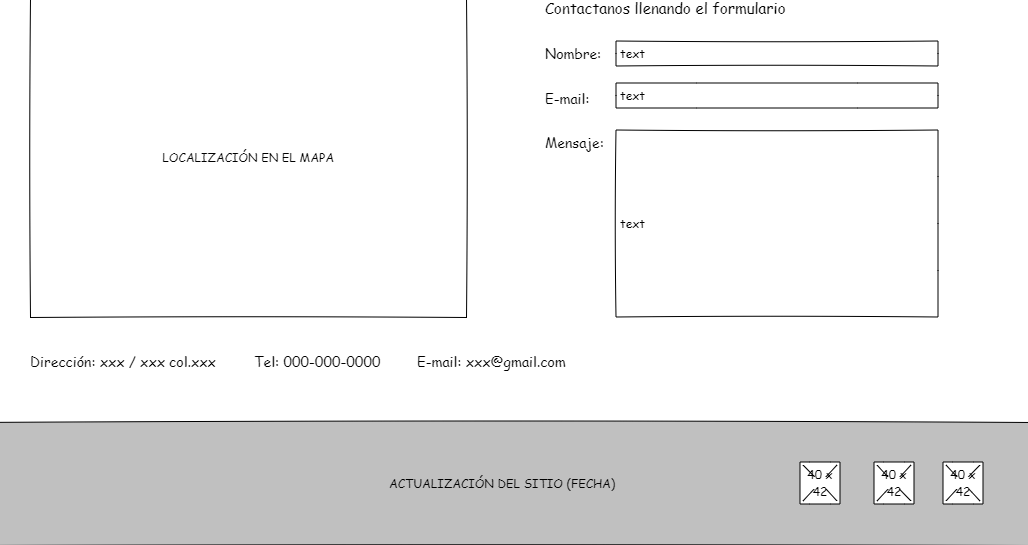 Contactanos llenando el formulario
Nombre: text
E-mail: text
Mensaje:
LOCALIZACIÓN EN EL MAPA
text
Dirección: xxx / xxx col.xxx Tel: 000-000-0000 E-mail: xxx@gmail.com
ACTUALIZACIÓN DEL SITIO (FECHA)
40 x 42
40 x 42
40 x 42